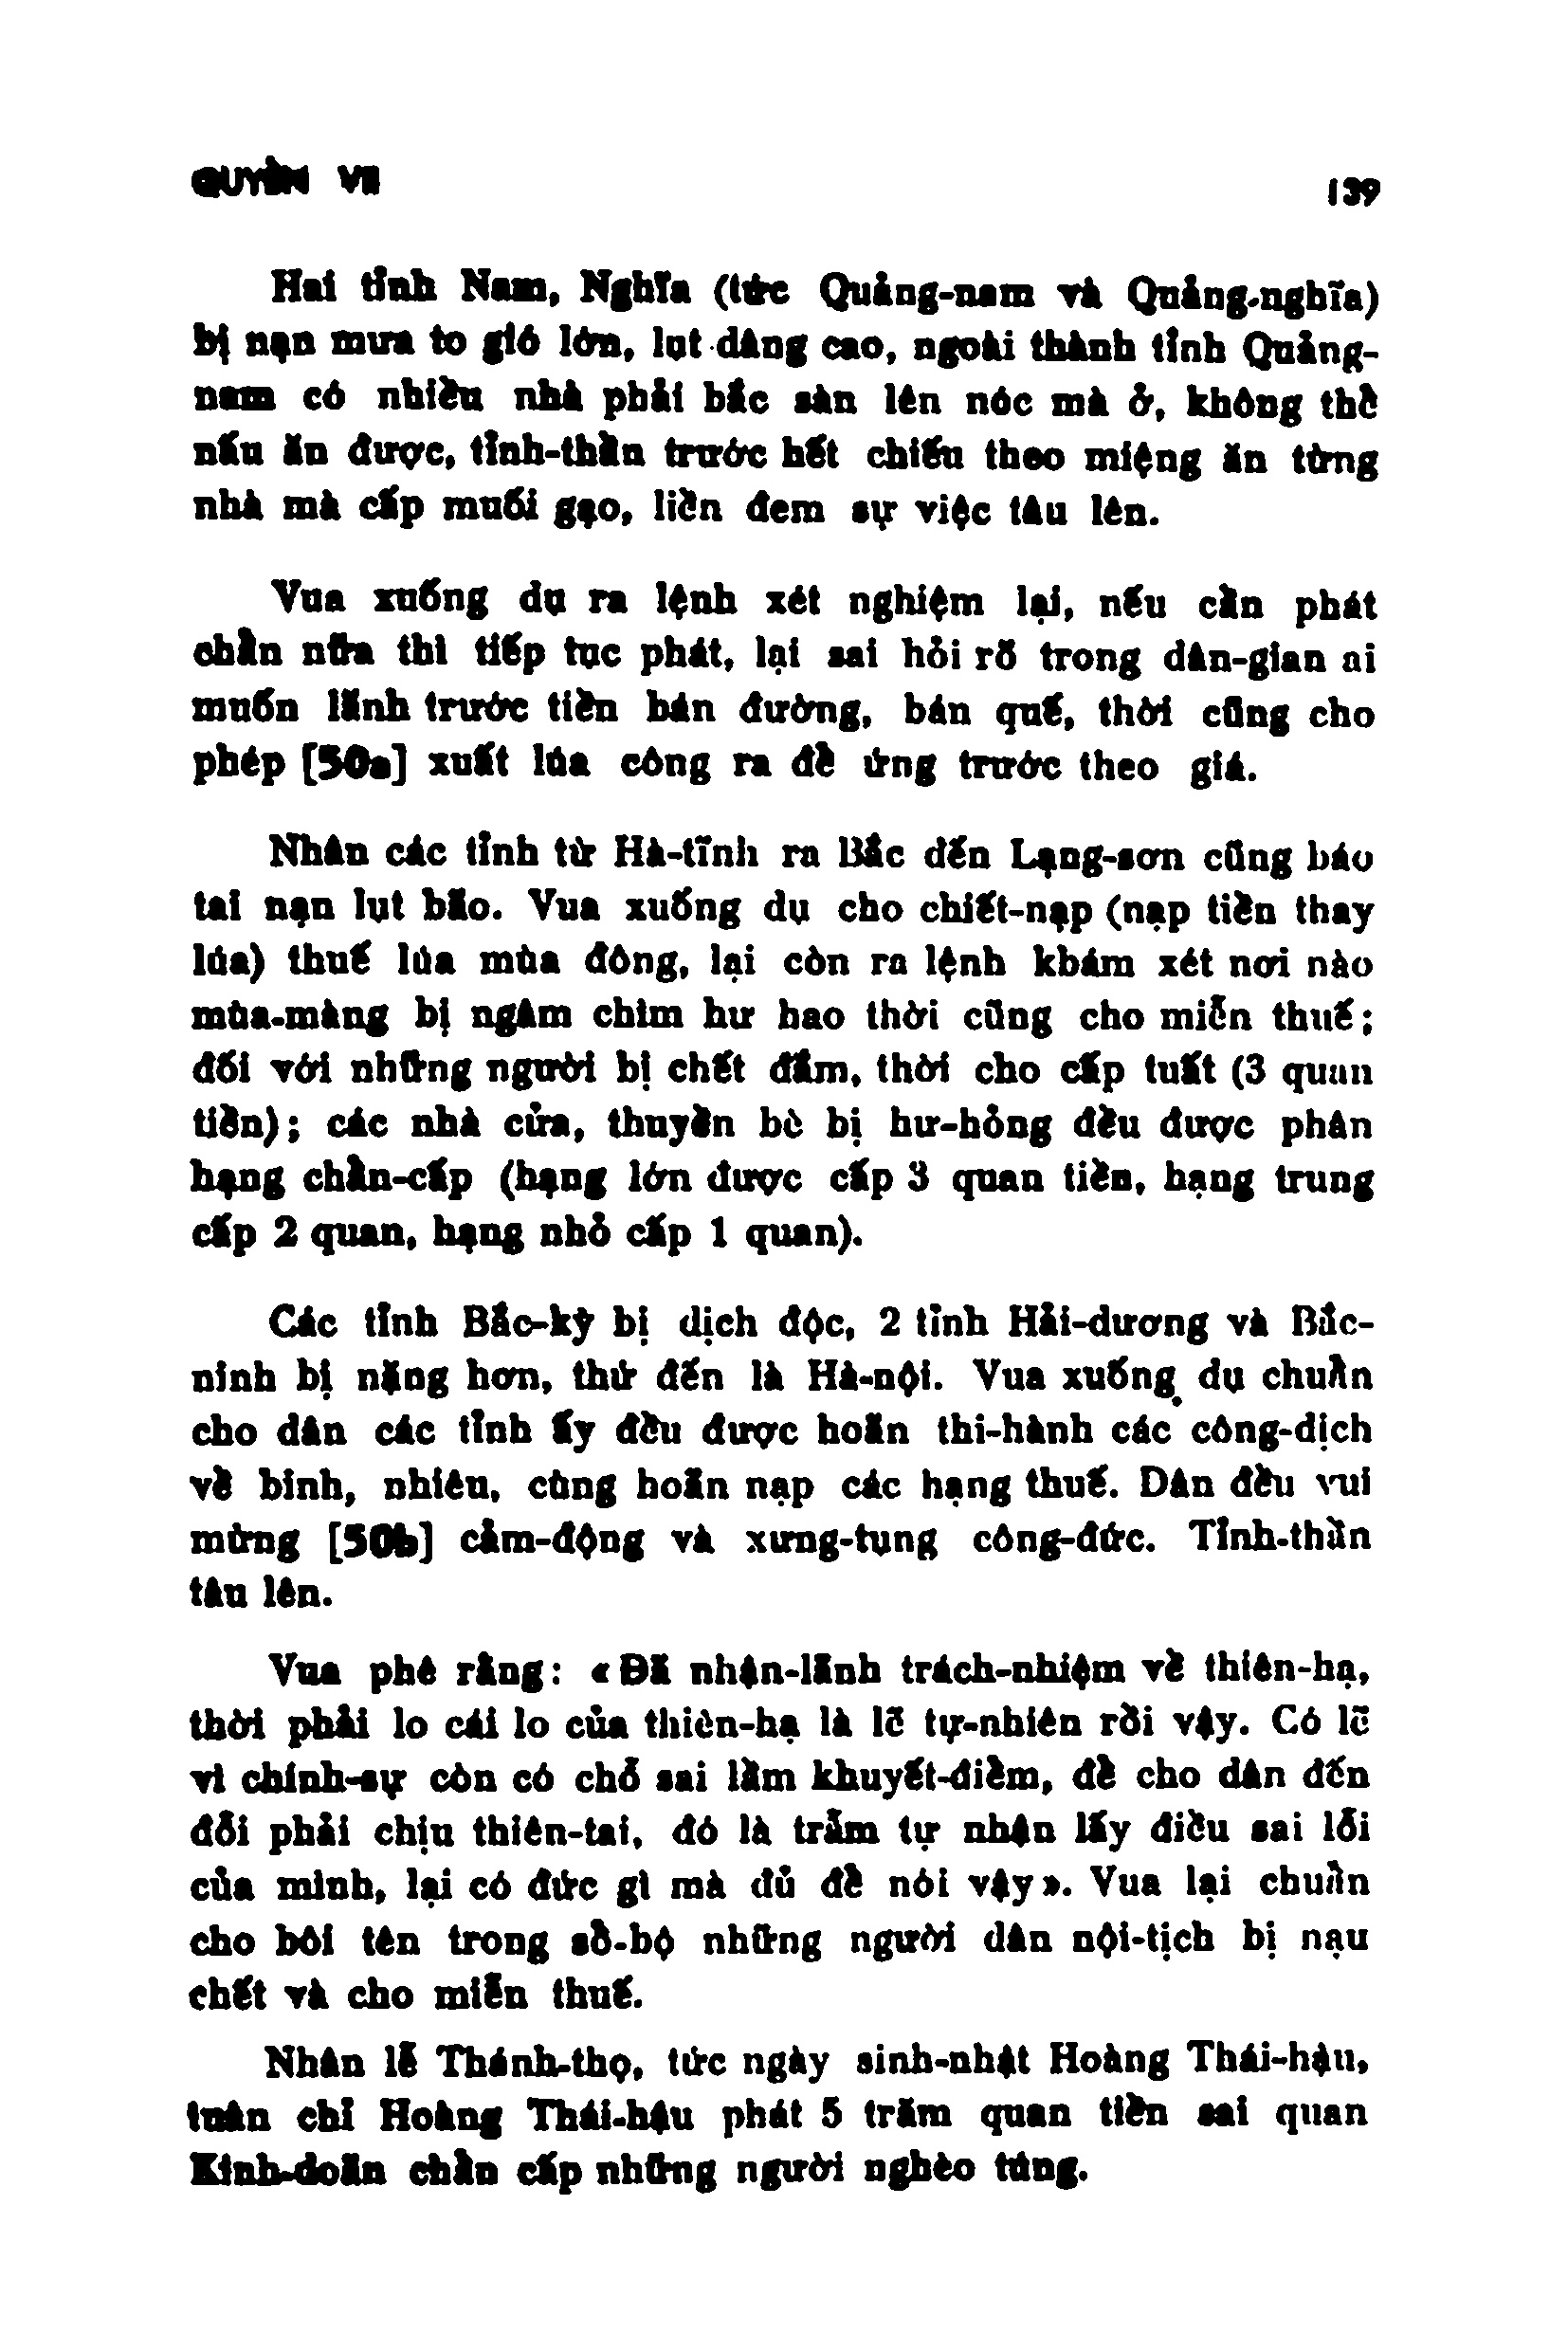 QUYỂN VII
139
Hai tỉnh Nam, Nghĩa (tức Quảng-nam và Quảng-nghĩa)
bị nạn mưa to gió lớn, lụt dâng cao, ngoài thành tỉnh Quảng-
nam có nhiều nhà phải bắc sàn lên nóc mà ở, không thể
nấu ăn được, tỉnh-thần trước hết chiếu theo miệng ăn từng
nhà mà cấp muối gạo, liền đem sự việc tâu lên.
Vua xuống dụ ra lệnh xét nghiệm lại, nếu cần phát
chẩn nữa thì tiếp tục phát, lại sai hỏi rõ trong dân-gian ai
muốn lãnh trước tiền bán đường, bán quế, thời cũng cho
phép [50a] xuất lúa công ra để ứng trước theo giá.
Nhân các tỉnh từ Hà-tĩnh ra Bắc đến Lạng-sơn cũng báo
tai nạn lụt bão. Vua xuống dụ cho chiết-nạp (nạp tiền thay
lúa) thuế lúa mùa đông, lại còn ra lệnh khám xét nơi nào
mùa-màng bị ngâm chìm hư hao thời cũng cho miễn thuế;
đối với những người bị chết đắm, thời cho cấp tuất (3 quan
tiền); các nhà cửa, thuyền bè bị hư-hỏng đều được phân
hạng chẩn-cấp (hạng lớn được cấp 3 quan tiền, hạng trung
cấp 2 quan, hạng nhỏ cấp 1 quan).
Các tỉnh Bắc-kỳ bị dịch độc, 2 tỉnh Hải-dương và Bắc-
ninh bị nặng hơn, thứ đến là Hà-nội. Vua xuống dụ chuẩn
cho dân các tỉnh ấy đều được hoãn thi-hành các công-dịch
về binh, nhiêu, cùng hoãn nạp các hạng thuế. Dân đều vui
mừng [50b] cảm-động và xưng-tụng công-đức. Tỉnh-thần
tâu lên.
Vua phê rằng: «Đã nhận-lãnh trách-nhiệm về thiên-hạ,
thời phải lo cái lo của thiên-hạ là lẽ tự-nhiên rồi vậy. Có lẽ
vì chính-sự còn có chỗ sai lầm khuyết-điểm, để cho dân đến
đỗi phải chịu thiên-tai, đó là trẫm tự nhận lấy điều sai lỗi
của mình, lại có đức gì mà đủ để nói vậy». Vua lại chuẩn
cho bôi tên trong sổ-bộ những người dân nội-tịch bị nạn
chết và cho miễn thuế.
Nhân lễ Thánh-thọ, tức ngày sinh-nhật Hoàng Thái-hậu,
tuân chỉ Hoàng Thái-hậu phát 5 trăm quan tiền sai quan
Kinh-doãn chẩn cấp những người nghèo túng.